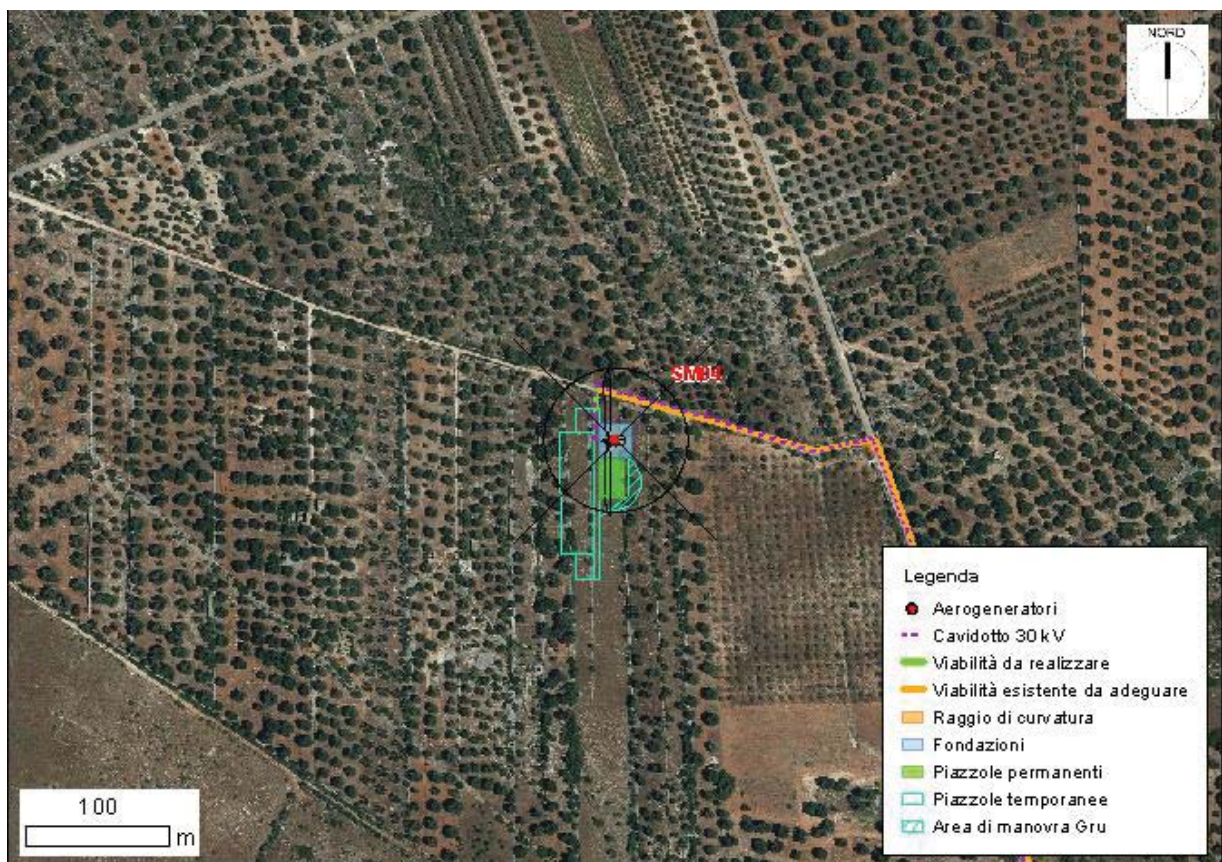 NORD
SM04
Legenda
Aerogeneratori
Cavidotto 30 kV
Viabilità da realizzare
Viabilità esistente da adeguare
Raggio di curvatura
Fondazioni
Piazzole permanenti
Piazzole temporanee
Area di manovra Gru
100
m